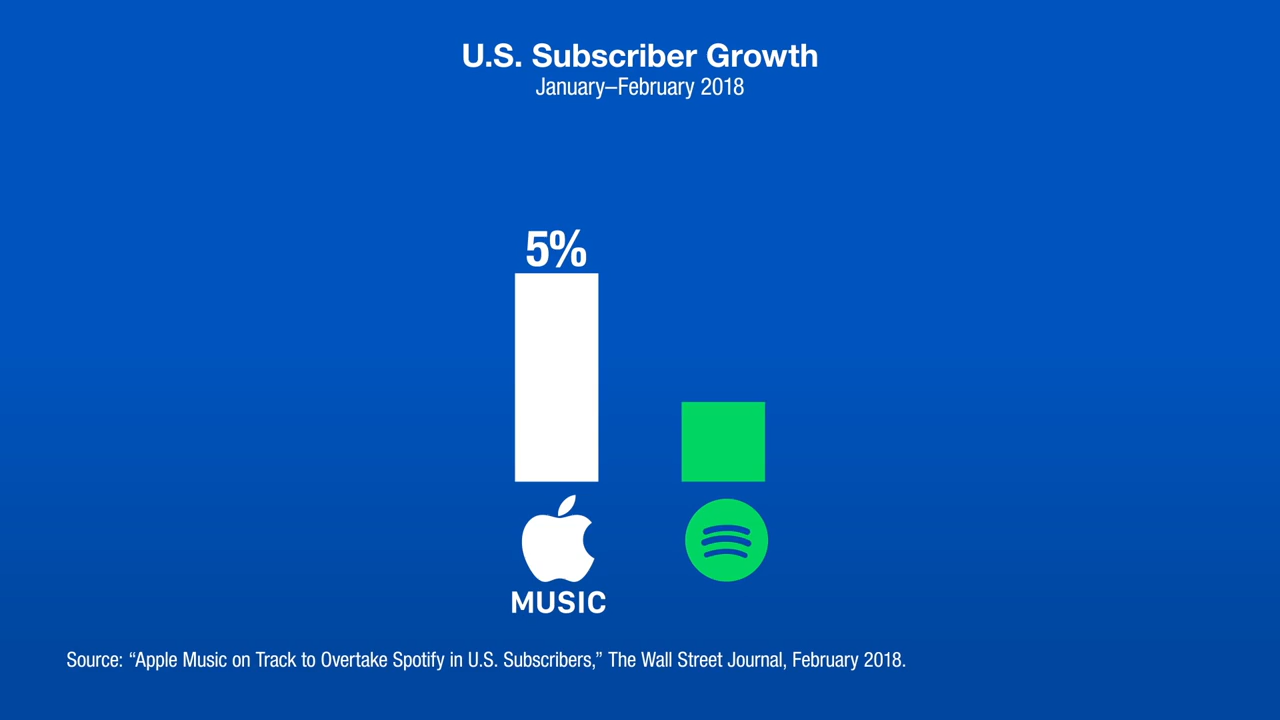 U.S. Subscriber Growth
January–February 2018
5%
MUSIC
Source: “Apple Music on Track to Overtake Spotify in U.S. Subscribers,” The Wall Street Journal, February 2018.